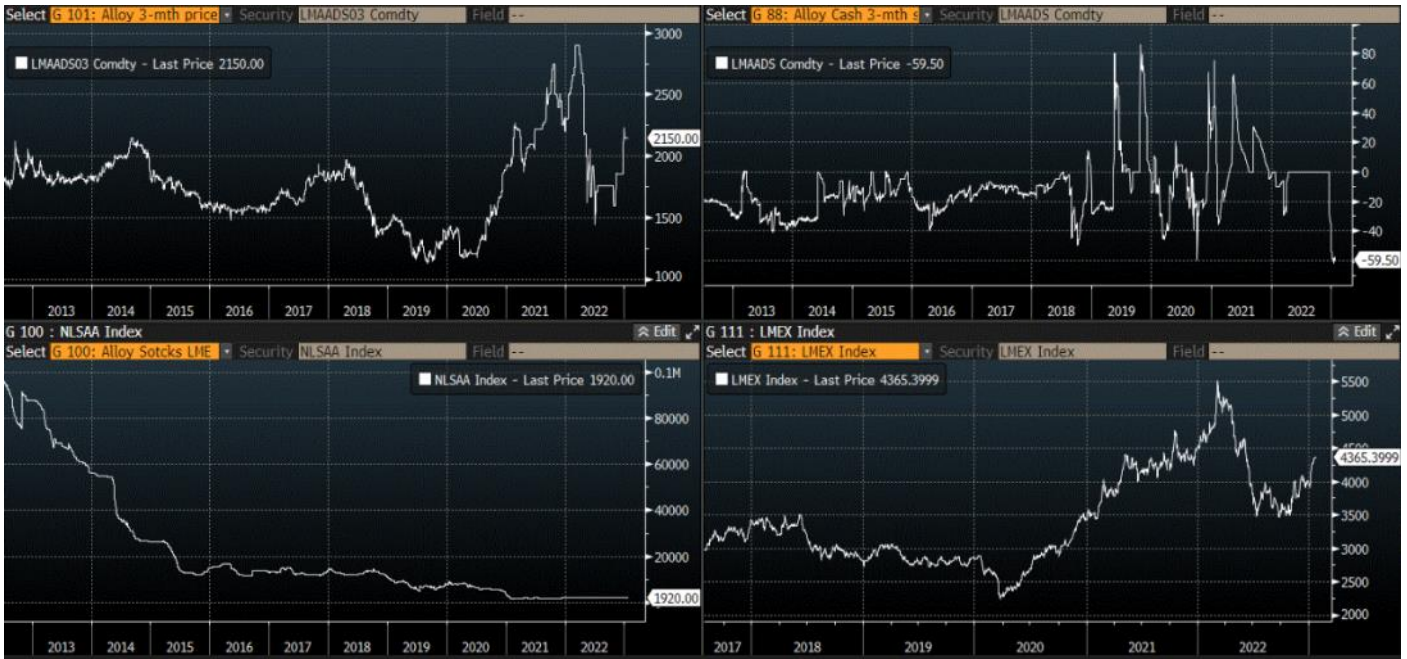 Select G 101: Alloy 3-mth price Security LMAADS03 Comdty Field --
LMAADS03 Comdty - Last Price 2150.00
3000
2500
2150.00
2000
1500
1000
2013 2014 2015 2016 2017 2018 2019 2020 2021 2022
Select G 88: Alloy Cash 3-mth s Security LMAADS Comdty Field --
LMAADS Comdty - Last Price -59.50
80
60
40
20
0
-20
-40
-59.50
2013 2014 2015 2016 2017 2018 2019 2020 2021 2022
G 100 : NLSAA Index Edit
Select G 100: Alloy Sotcks LME Security NLSAA Index Field --
NLSAA Index - Last Price 1920.00
0.1M
80000
60000
40000
20000
1920.00
2013 2014 2015 2016 2017 2018 2019 2020 2021 2022
G 111 : LMEX Index Edit
Select G 111: LMEX Index Security LMEX Index Field --
LMEX Index - Last Price 4365.3999
5500
5000
4500
4365.3999
4000
3500
3000
2500
2000
2017 2018 2019 2020 2021 2022